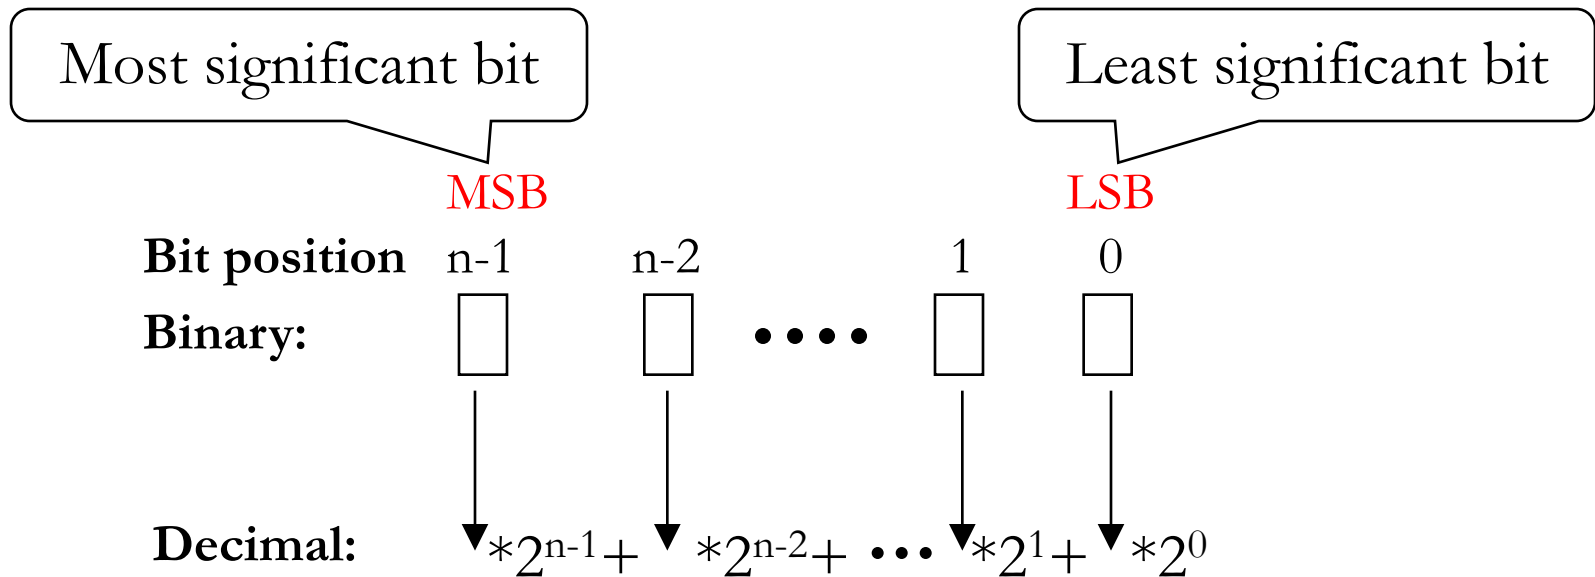 Most significant bit Least significant bit
MSB LSB
Bit position n-1 n-2 1 0
Binary: ••••
Decimal: *2ⁿ⁻¹+ *2ⁿ⁻²+ ••• *2¹+ *2⁰